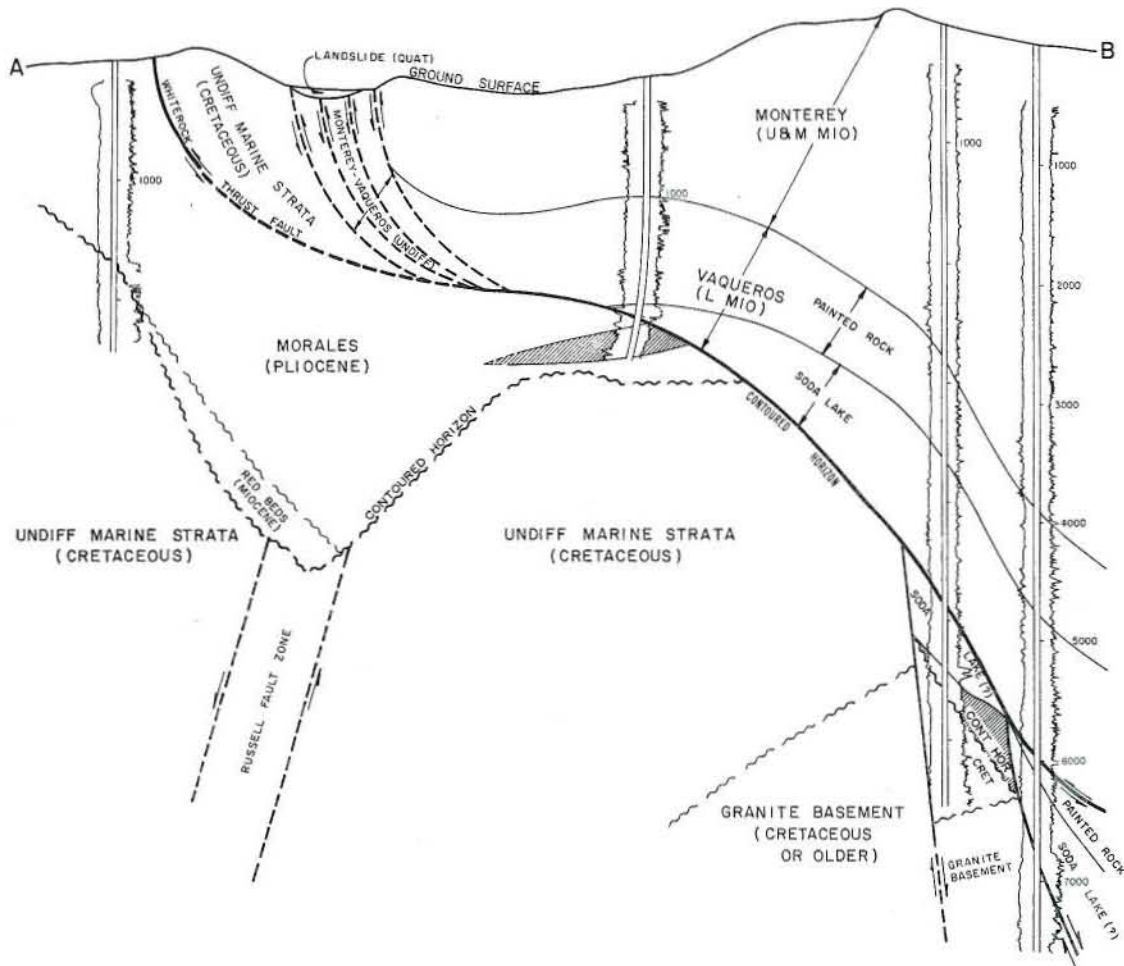 A
B
LANDSLIDE (QUAT)
GROUND SURFACE
UNDIFF MARINE STRATA
(CRETACEOUS)
WHITEROCK
THRUST FAULT
MONTEREY-VAQUEROS (UNDIFF)
MONTEREY
(U&M MIO)
1000
1000
1000
1000
VAQUEROS
(L MIO)
PAINTED ROCK
2000
SODA LAKE
MORALES
(PLIOCENE)
3000
CONTOURED
HORIZON
CONTOURED HORIZON
RED BEDS
(MIOCENE)
4000
UNDIFF MARINE STRATA
(CRETACEOUS)
UNDIFF MARINE STRATA
(CRETACEOUS)
RUSSELL FAULT ZONE
SODA
LAKE (?)
5000
CONT HOR
CRET
6000
GRANITE BASEMENT
(CRETACEOUS
OR OLDER)
PAINTED ROCK
GRANITE
BASEMENT
SODA
LAKE (?)
7000